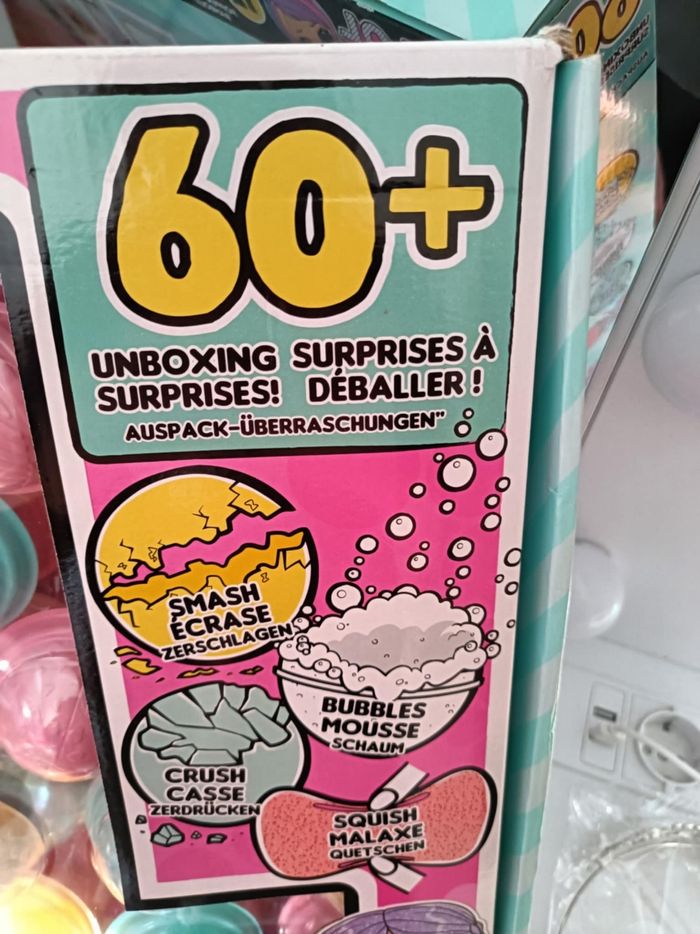 60+
UNBOXING SURPRISES À
SURPRISES! DÉBALLER!
AUSPACK-ÜBERRASCHUNGEN"
SMASH
ÉCRASE
ZERSCHLAGEN
BUBBLES
MOUSSE
SCHAUM
CRUSH
CASSE
ZERDRÜCKEN
SQUISH
MALAXE
QUETSCHEN